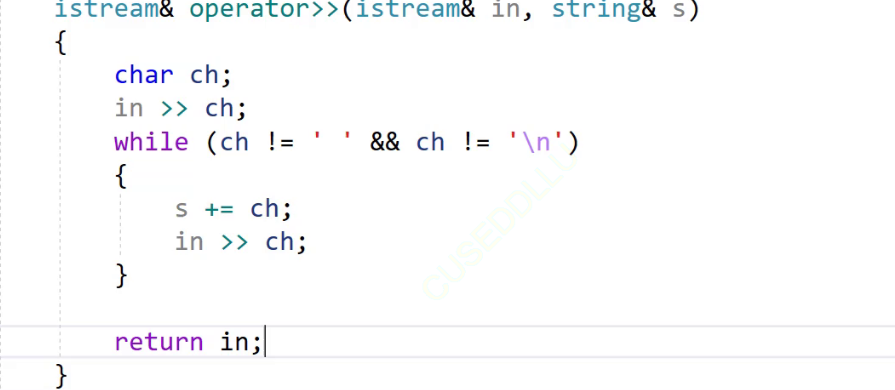 istream& operator>>(istream& in, string& s)
{
    char ch;
    in >> ch;
    while (ch != ' ' && ch != '\n')
    {
        s += ch;
        in >> ch;
    }
    return in;
}